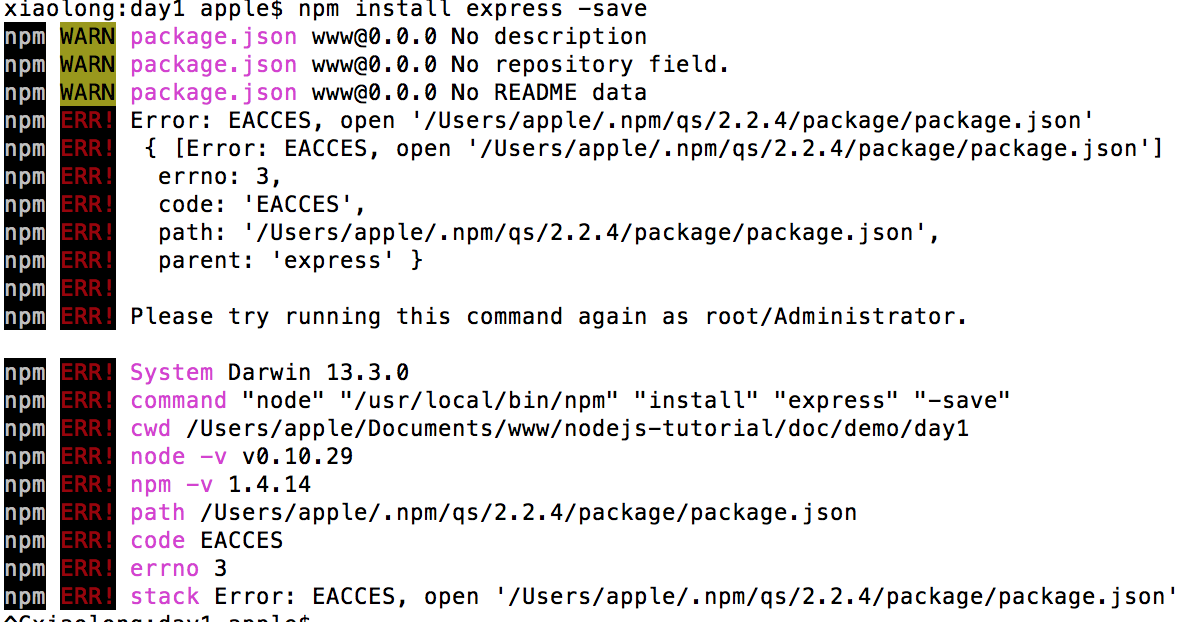 xiaolong:day1 apple$ npm install express -save
npm WARN package.json www@0.0.0 No description
npm WARN package.json www@0.0.0 No repository field.
npm WARN package.json www@0.0.0 No README data
npm ERR! Error: EACCES, open '/Users/apple/.npm/qs/2.2.4/package/package.json'
npm ERR!  { [Error: EACCES, open '/Users/apple/.npm/qs/2.2.4/package/package.json']
npm ERR!   errno: 3,
npm ERR!   code: 'EACCES',
npm ERR!   path: '/Users/apple/.npm/qs/2.2.4/package/package.json',
npm ERR!   parent: 'express' }
npm ERR!
npm ERR! Please try running this command again as root/Administrator.
npm ERR! System Darwin 13.3.0
npm ERR! command "node" "/usr/local/bin/npm" "install" "express" "-save"
npm ERR! cwd /Users/apple/Documents/www/nodejs-tutorial/doc/demo/day1
npm ERR! node -v v0.10.29
npm ERR! npm -v 1.4.14
npm ERR! path /Users/apple/.npm/qs/2.2.4/package/package.json
npm ERR! code EACCES
npm ERR! errno 3
npm ERR! stack Error: EACCES, open '/Users/apple/.npm/qs/2.2.4/package/package.json'
^Cxiaolong:day1 apple$